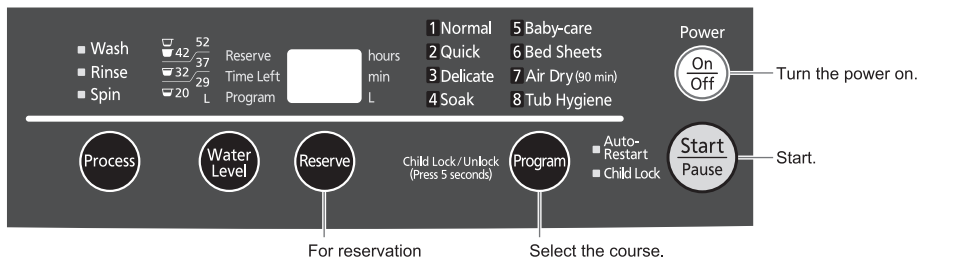 Wash
Rinse
Spin
52
42
37
32
29
20
L
Reserve
Time Left
Program
hours
min
L
1 Normal
2 Quick
3 Delicate
4 Soak
5 Baby-care
6 Bed Sheets
7 Air Dry (90 min)
8 Tub Hygiene
Power
On
Off
Turn the power on.
Process
Water
Level
Reserve
Child Lock / Unlock
(Press 5 seconds)
Program
Auto-
Restart
Child Lock
Start
Pause
Start.
For reservation
Select the course.